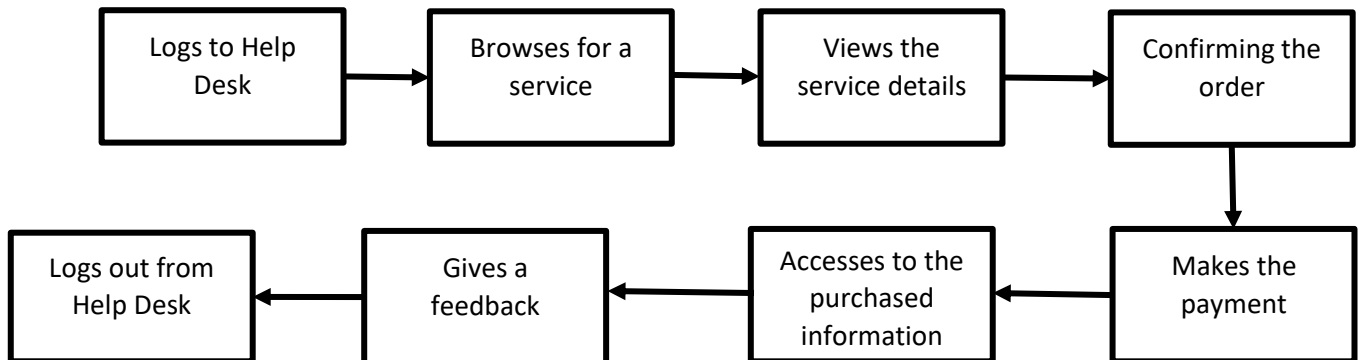 Logs to Help
Desk
Browses for a
service
Views the
service details
Confirming the
order
Makes the
payment
Accesses to the
purchased
information
Gives a
feedback
Logs out from
Help Desk